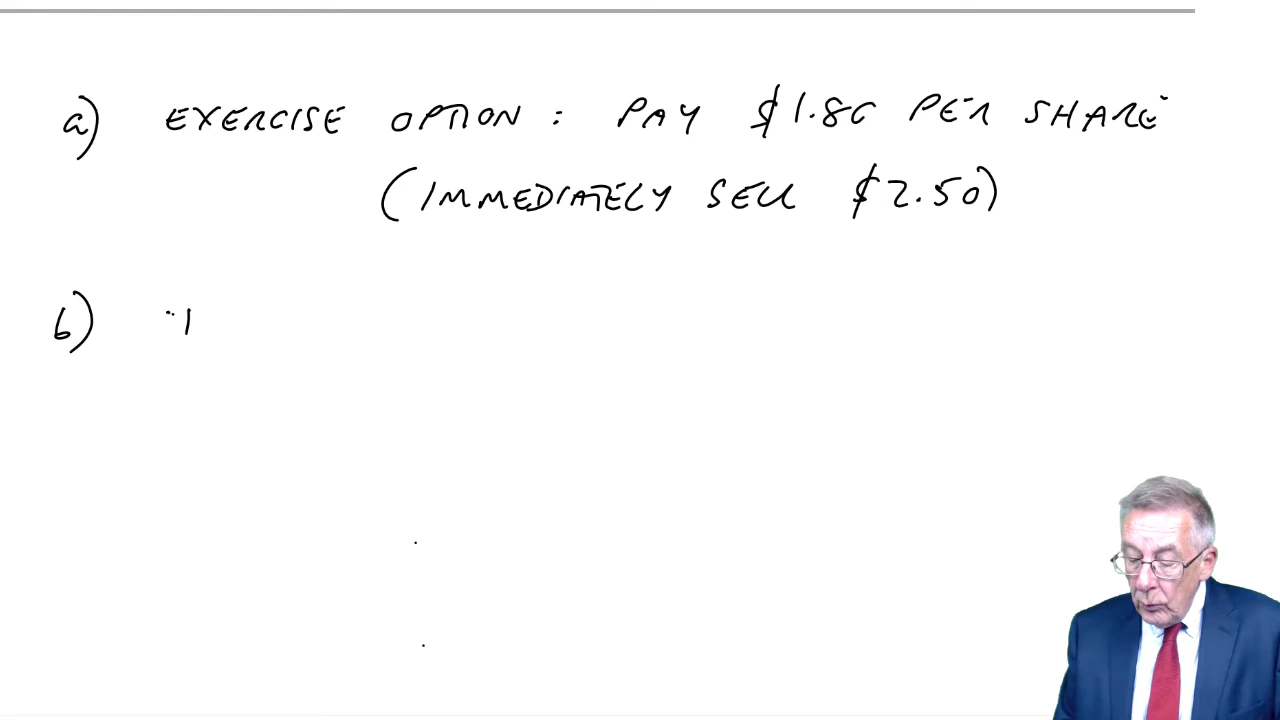 a) EXERCISE OPTION : PAY $1.80 PER SHARE
(IMMEDIATELY SELL $2.50)
b)